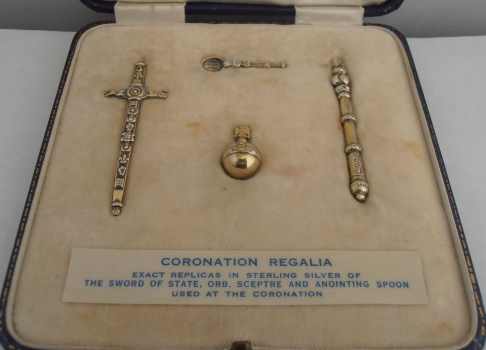 CORONATION REGALIA
EXACT REPLICAS IN STERLING SILVER OF
THE SWORD OF STATE, ORB, SCEPTRE AND ANOINTING SPOON
USED AT THE CORONATION